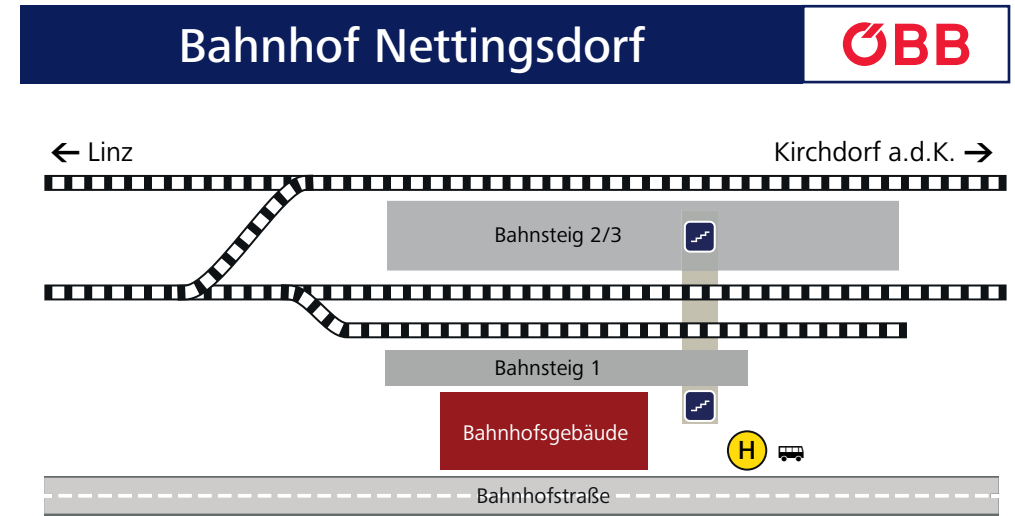 Bahnhof Nettingsdorf
ÖBB
← Linz
Kirchdorf a.d.K. →
Bahnsteig 2/3
Bahnsteig 1
Bahnhofsgebäude
H
Bahnhofstraße